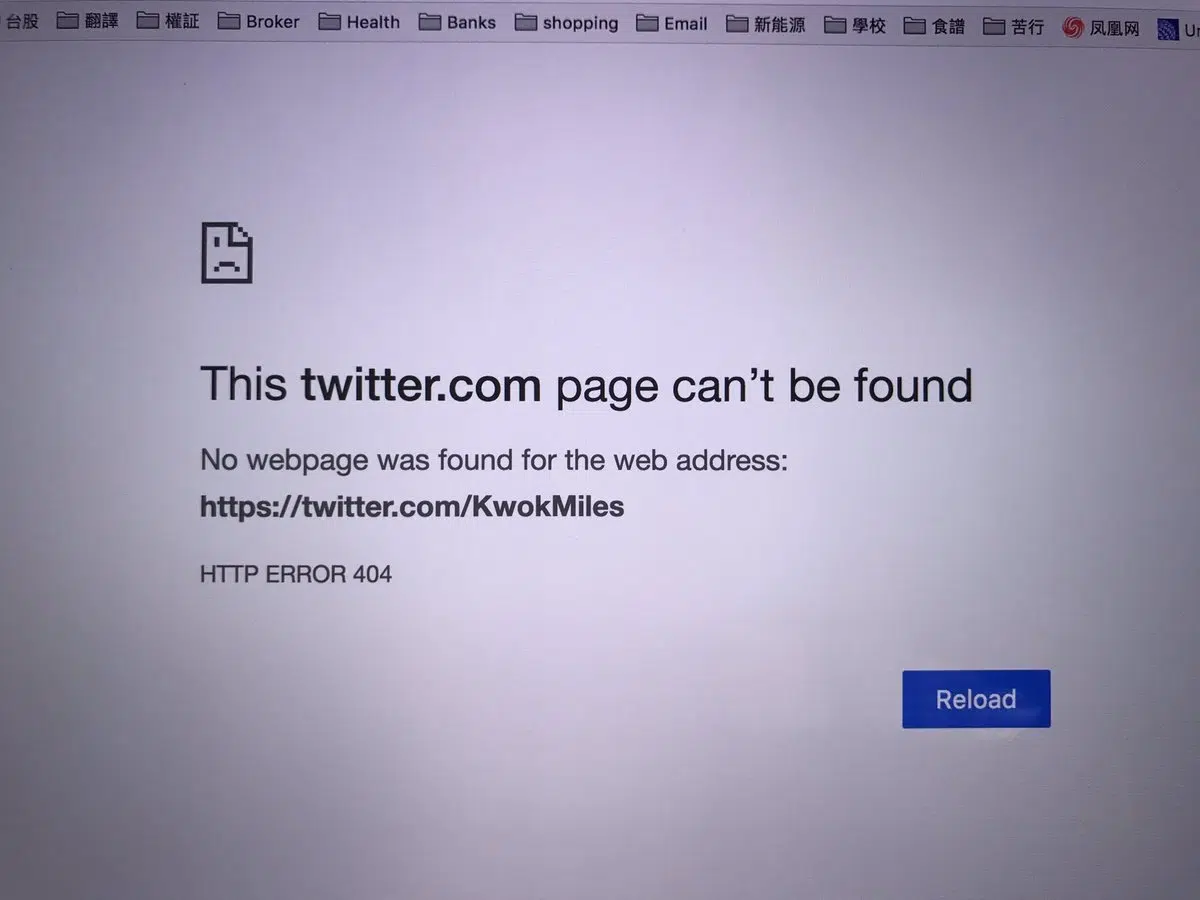 台股 翻譯 權証 Broker Health Banks shopping Email 新能源 學校 食譜 苦行 凤凰网
This twitter.com page can’t be found
No webpage was found for the web address:
https://twitter.com/KwokMiles
HTTP ERROR 404
Reload